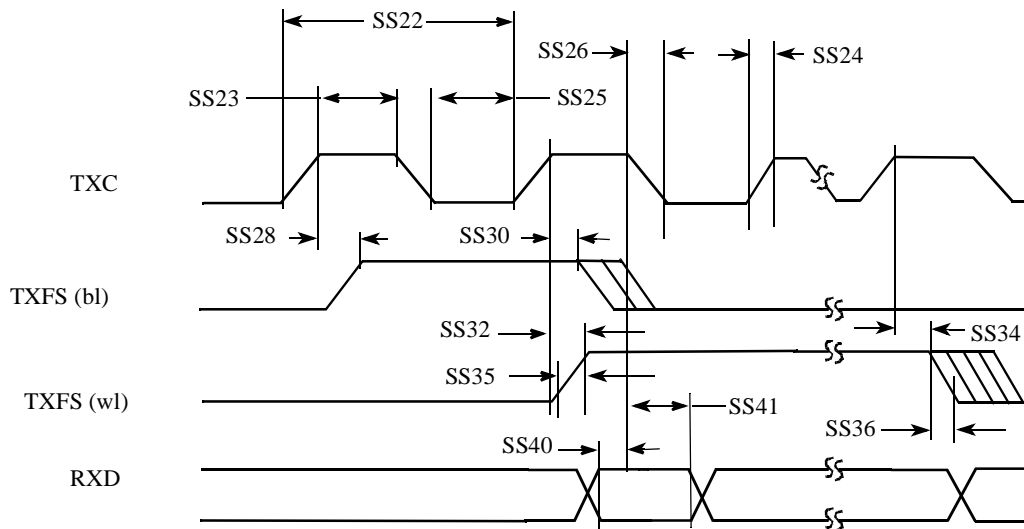 SS22
SS26
SS24
SS23
SS25
TXC
SS28
SS30
TXFS (bl)
SS32
SS34
SS35
TXFS (wl)
SS41
SS36
SS40
RXD